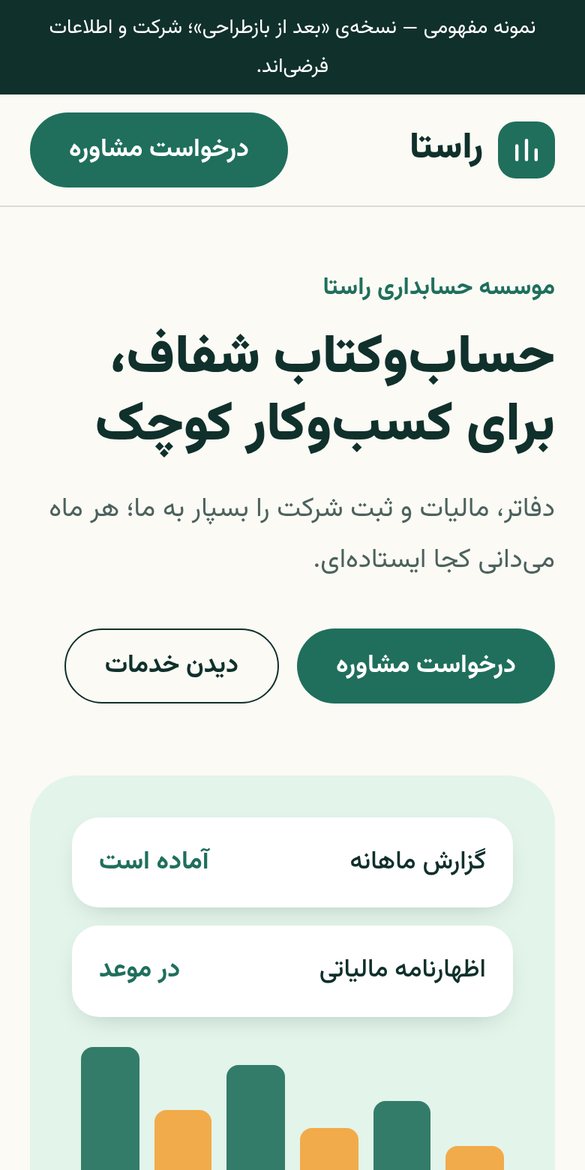 نمونه مفهومی — نسخه‌ی «بعد از بازطراحی»؛ شرکت و اطلاعات
فرضی‌اند.
راستا
درخواست مشاوره
موسسه حسابداری راستا
حساب‌وکتاب شفاف،
برای کسب‌وکار کوچک
دفاتر، مالیات و ثبت شرکت را بسپار به ما؛ هر ماه
می‌دانی کجا ایستاده‌ای.
درخواست مشاوره
دیدن خدمات
گزارش ماهانه
آماده است
اظهارنامه مالیاتی
در موعد